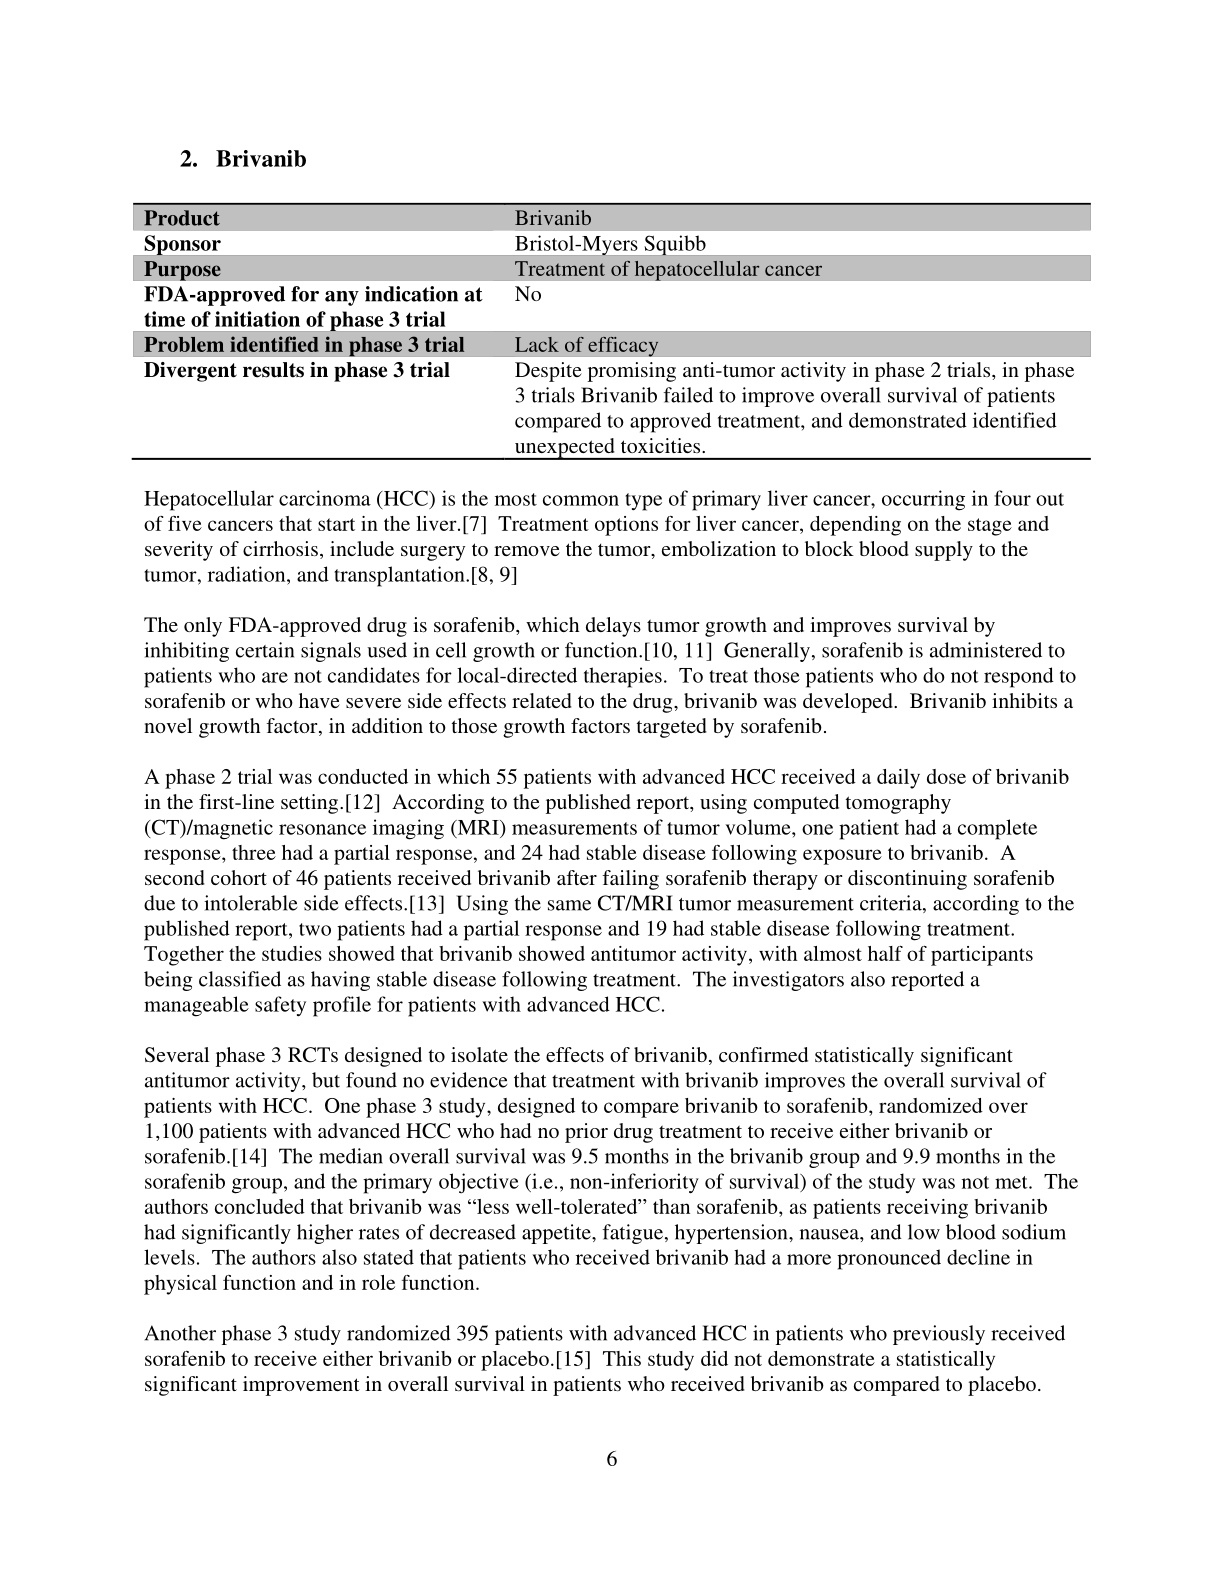 2. Brivanib
Product Brivanib
Sponsor Bristol-Myers Squibb
Purpose Treatment of hepatocellular cancer
FDA-approved for any indication at No
time of initiation of phase 3 trial
Problem identified in phase 3 trial Lack of efficacy
Divergent results in phase 3 trial Despite promising anti-tumor activity in phase 2 trials, in phase
3 trials Brivanib failed to improve overall survival of patients
compared to approved treatment, and demonstrated identified
unexpected toxicities.
Hepatocellular carcinoma (HCC) is the most common type of primary liver cancer, occurring in four out
of five cancers that start in the liver.[7] Treatment options for liver cancer, depending on the stage and
severity of cirrhosis, include surgery to remove the tumor, embolization to block blood supply to the
tumor, radiation, and transplantation.[8, 9]
The only FDA-approved drug is sorafenib, which delays tumor growth and improves survival by
inhibiting certain signals used in cell growth or function.[10, 11] Generally, sorafenib is administered to
patients who are not candidates for local-directed therapies. To treat those patients who do not respond to
sorafenib or who have severe side effects related to the drug, brivanib was developed. Brivanib inhibits a
novel growth factor, in addition to those growth factors targeted by sorafenib.
A phase 2 trial was conducted in which 55 patients with advanced HCC received a daily dose of brivanib
in the first-line setting.[12] According to the published report, using computed tomography
(CT)/magnetic resonance imaging (MRI) measurements of tumor volume, one patient had a complete
response, three had a partial response, and 24 had stable disease following exposure to brivanib. A
second cohort of 46 patients received brivanib after failing sorafenib therapy or discontinuing sorafenib
due to intolerable side effects.[13] Using the same CT/MRI tumor measurement criteria, according to the
published report, two patients had a partial response and 19 had stable disease following treatment.
Together the studies showed that brivanib showed antitumor activity, with almost half of participants
being classified as having stable disease following treatment. The investigators also reported a
manageable safety profile for patients with advanced HCC.
Several phase 3 RCTs designed to isolate the effects of brivanib, confirmed statistically significant
antitumor activity, but found no evidence that treatment with brivanib improves the overall survival of
patients with HCC. One phase 3 study, designed to compare brivanib to sorafenib, randomized over
1,100 patients with advanced HCC who had no prior drug treatment to receive either brivanib or
sorafenib.[14] The median overall survival was 9.5 months in the brivanib group and 9.9 months in the
sorafenib group, and the primary objective (i.e., non-inferiority of survival) of the study was not met. The
authors concluded that brivanib was “less well-tolerated” than sorafenib, as patients receiving brivanib
had significantly higher rates of decreased appetite, fatigue, hypertension, nausea, and low blood sodium
levels. The authors also stated that patients who received brivanib had a more pronounced decline in
physical function and in role function.
Another phase 3 study randomized 395 patients with advanced HCC in patients who previously received
sorafenib to receive either brivanib or placebo.[15] This study did not demonstrate a statistically
significant improvement in overall survival in patients who received brivanib as compared to placebo.
6